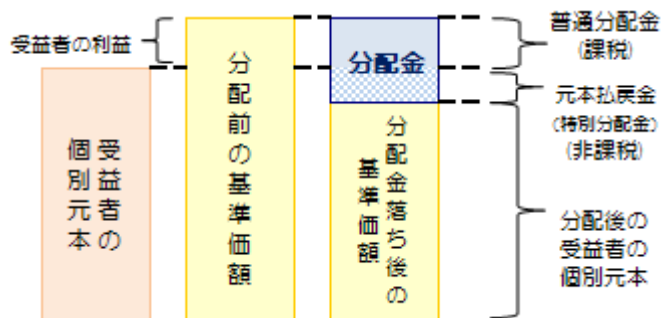 受益者の利益
受益者の
個別元本
分配前の基準価額
分配金
分配金落ち後の
基準価額
普通分配金
(課税)
元本払戻金
(特別分配金)
(非課税)
分配後の
受益者の
個別元本